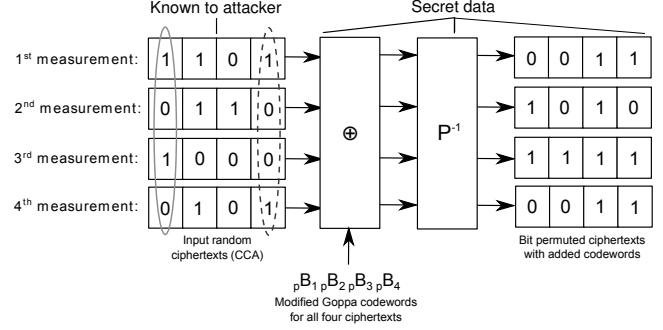 Known to attacker Secret data
1st measurement: 1 1 0 1 0 0 1 1
2nd measurement: 0 1 1 0 1 0 1 0
3rd measurement: 1 0 0 0 1 1 1 1
4th measurement: 0 1 0 1 0 0 1 1
⊕ P-1
Input random
ciphertexts (CCA)
Bit permuted ciphertexts
with added codewords
pB1 pB2 pB3 pB4
Modified Goppa codewords
for all four ciphertexts